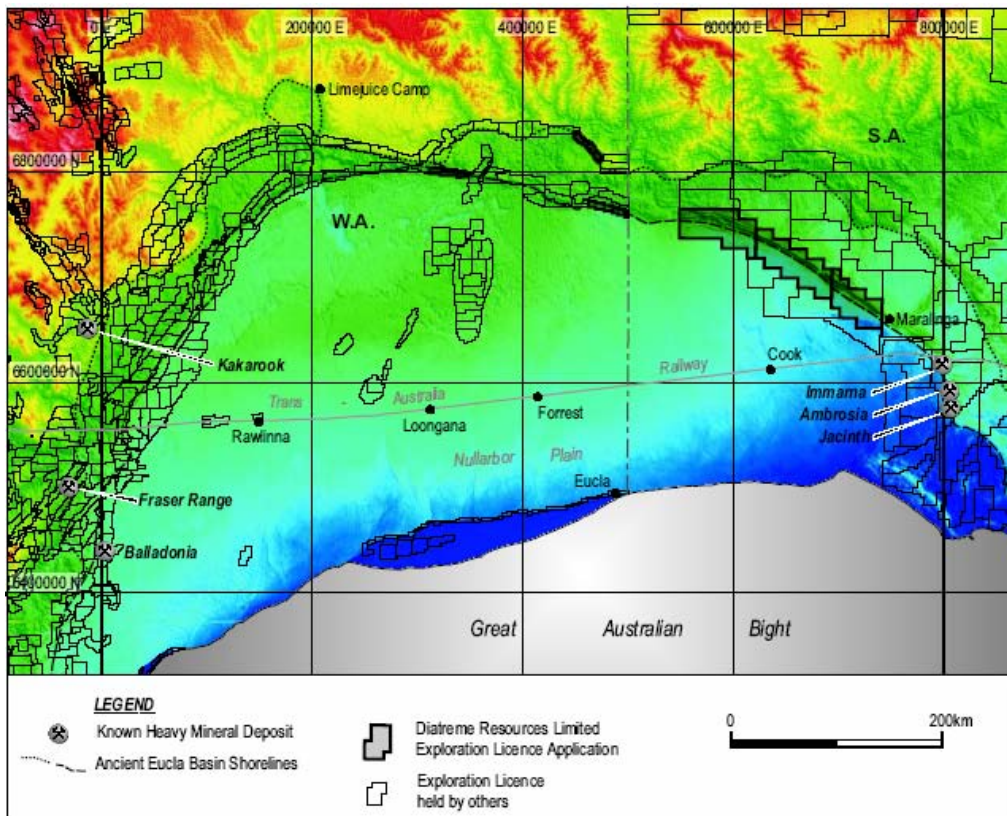 0 E 200000 E 400000 E 600000 E 800000 E
Limejuice Camp
S.A.
6800000 N
W.A.
Maralinga
Kakarook
Cook
Railway
6600000 N
Immama
Trans Australia
Ambrosia
Forrest
Loongana
Rawlinna
Jacinth
Nullarbor Plain
Eucla
Fraser Range
Balladonia
6400000 N
Great Australian Bight
LEGEND
Known Heavy Mineral Deposit
Ancient Eucla Basin Shorelines
Diatreme Resources Limited
Exploration Licence Application
Exploration Licence
held by others
0 200km